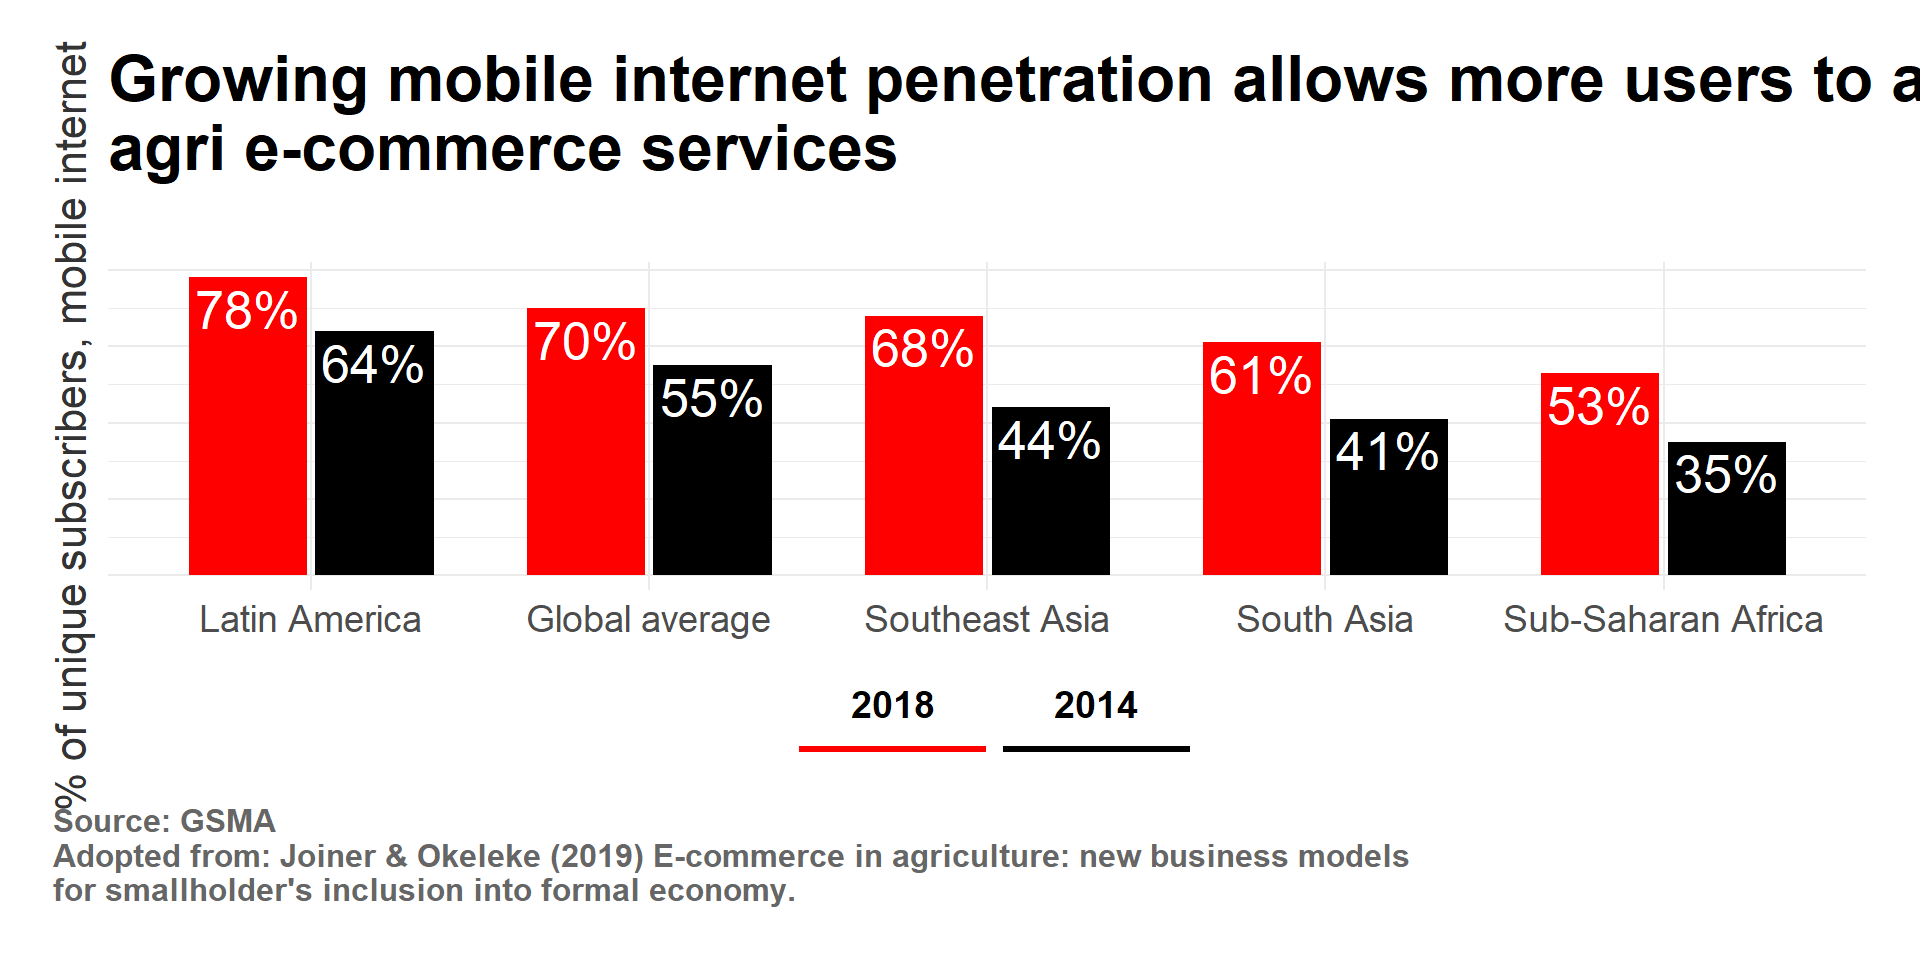 Growing mobile internet penetration allows more users to a
agri e-commerce services
% of unique subscribers, mobile internet
78%
64%
70%
55%
68%
44%
61%
41%
53%
35%
Latin America
Global average
Southeast Asia
South Asia
Sub-Saharan Africa
2018
2014
Source: GSMA
Adopted from: Joiner & Okeleke (2019) E-commerce in agriculture: new business models
for smallholder's inclusion into formal economy.